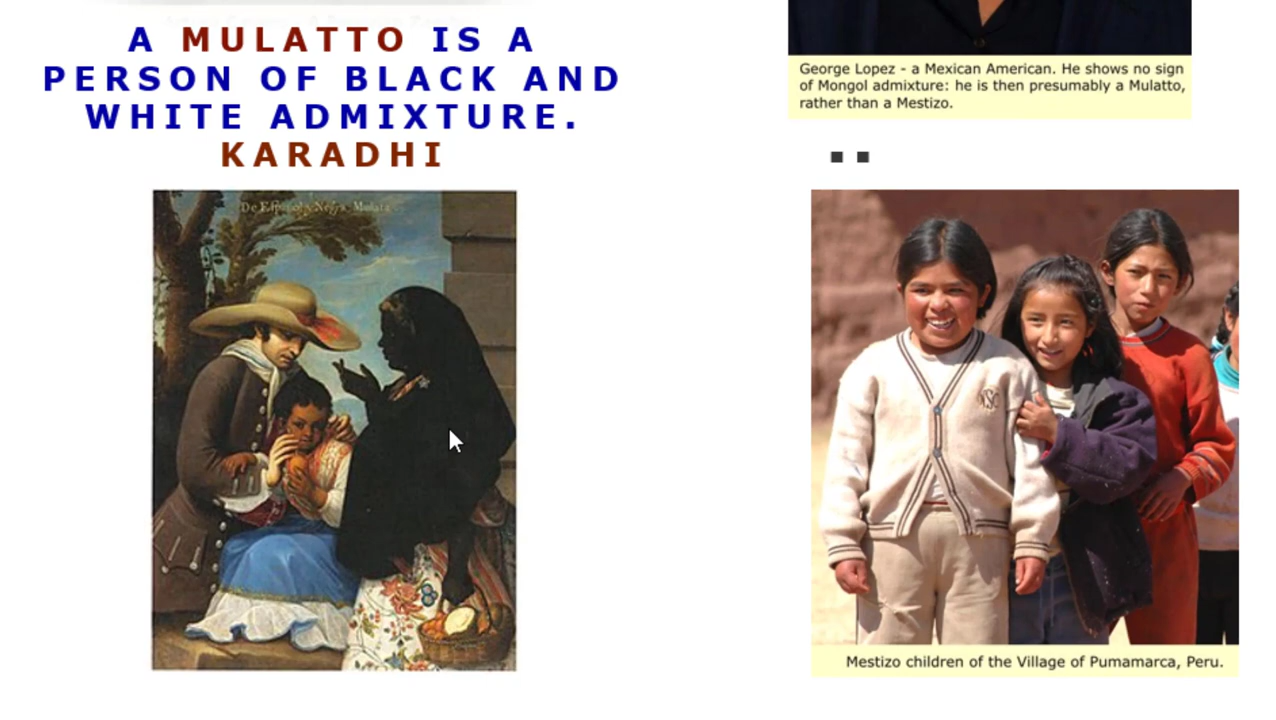 A MULATTO IS A
PERSON OF BLACK AND
WHITE ADMIXTURE.
KARADHI
George Lopez - a Mexican American. He shows no sign
of Mongol admixture: he is then presumably a Mulatto,
rather than a Mestizo.
De Español y Negra, Mulata
Mestizo children of the Village of Pumamarca, Peru.